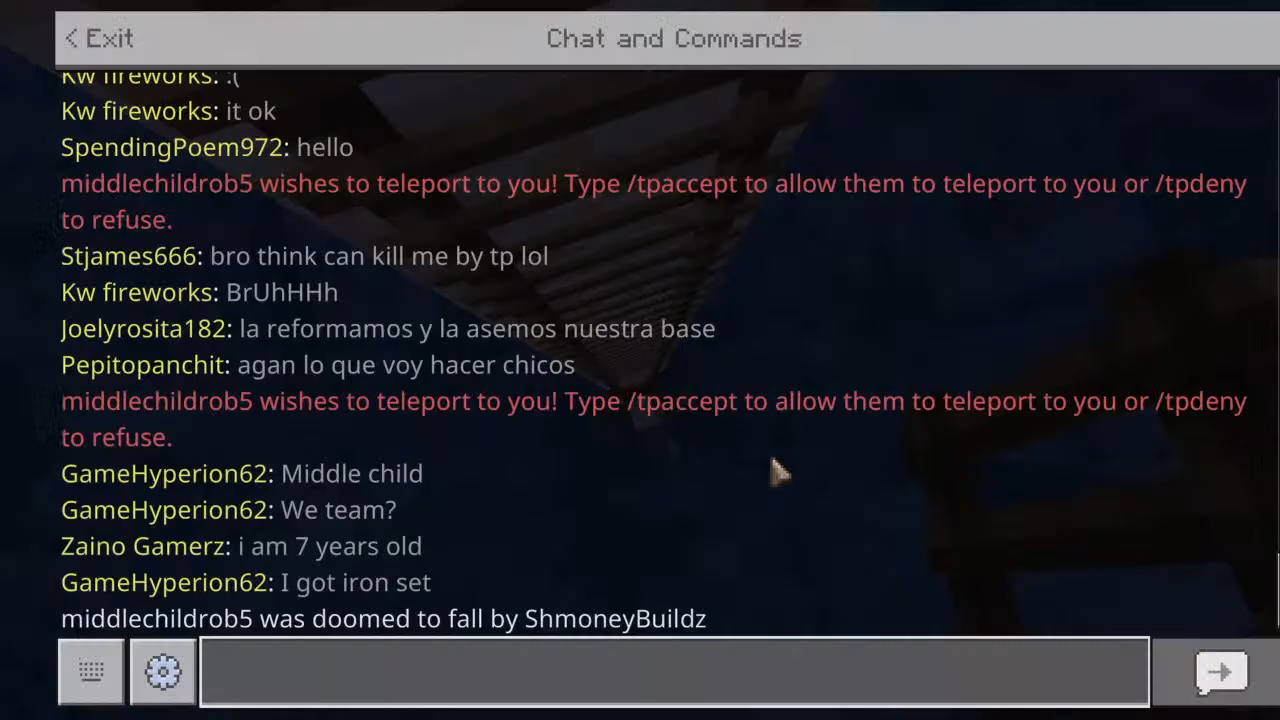 < Exit
Chat and Commands
Kw fireworks: :(
Kw fireworks: it ok
SpendingPoem972: hello
middlechildrob5 wishes to teleport to you! Type /tpaccept to allow them to teleport to you or /tpdeny
to refuse.
Stjames666: bro think can kill me by tp lol
Kw fireworks: BrUhHHh
Joelyrosita182: la reformamos y la asemos nuestra base
Pepitopanchit: agan lo que voy hacer chicos
middlechildrob5 wishes to teleport to you! Type /tpaccept to allow them to teleport to you or /tpdeny
to refuse.
GameHyperion62: Middle child
GameHyperion62: We team?
Zaino Gamerz: i am 7 years old
GameHyperion62: I got iron set
middlechildrob5 was doomed to fall by ShmoneyBuildz